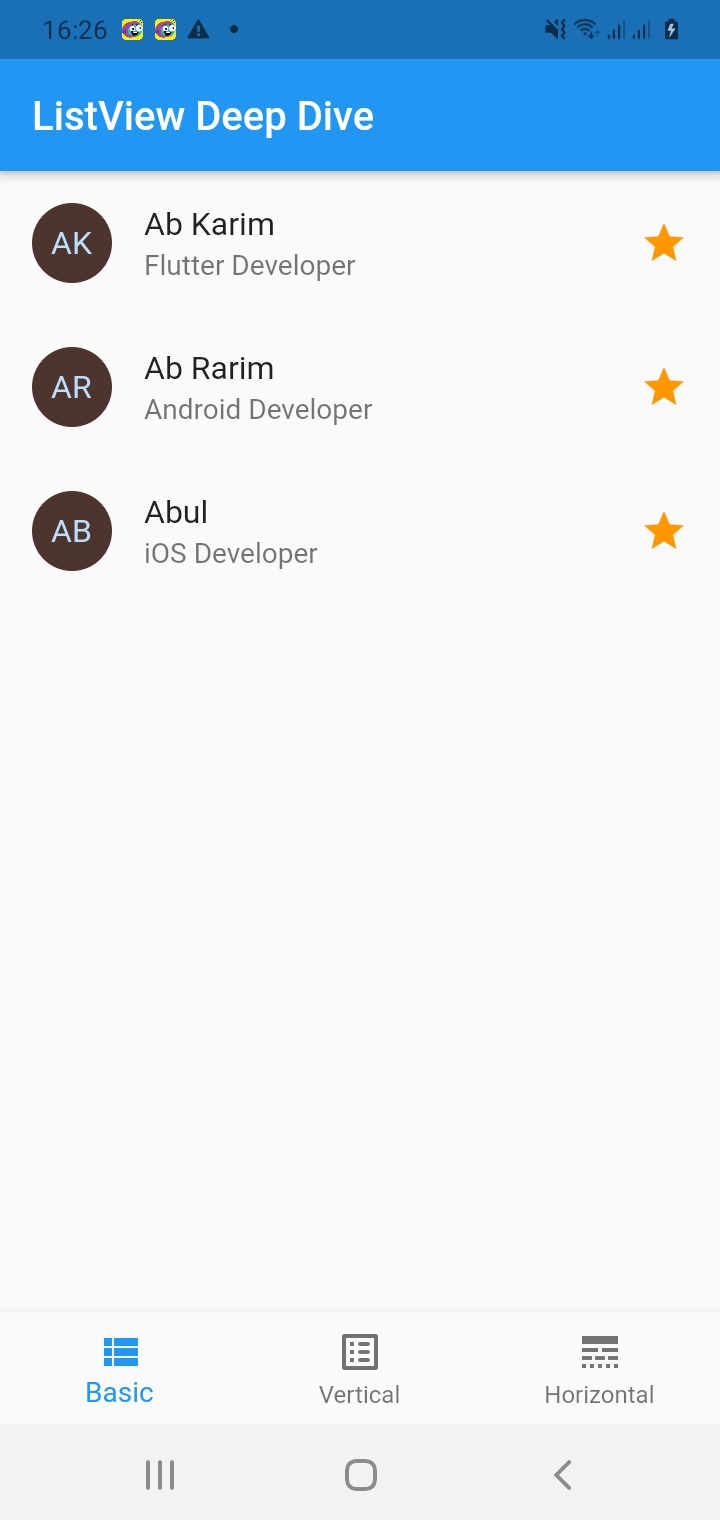 16:26
ListView Deep Dive
AK
Ab Karim
Flutter Developer
AR
Ab Rarim
Android Developer
AB
Abul
iOS Developer
Basic
Vertical
Horizontal